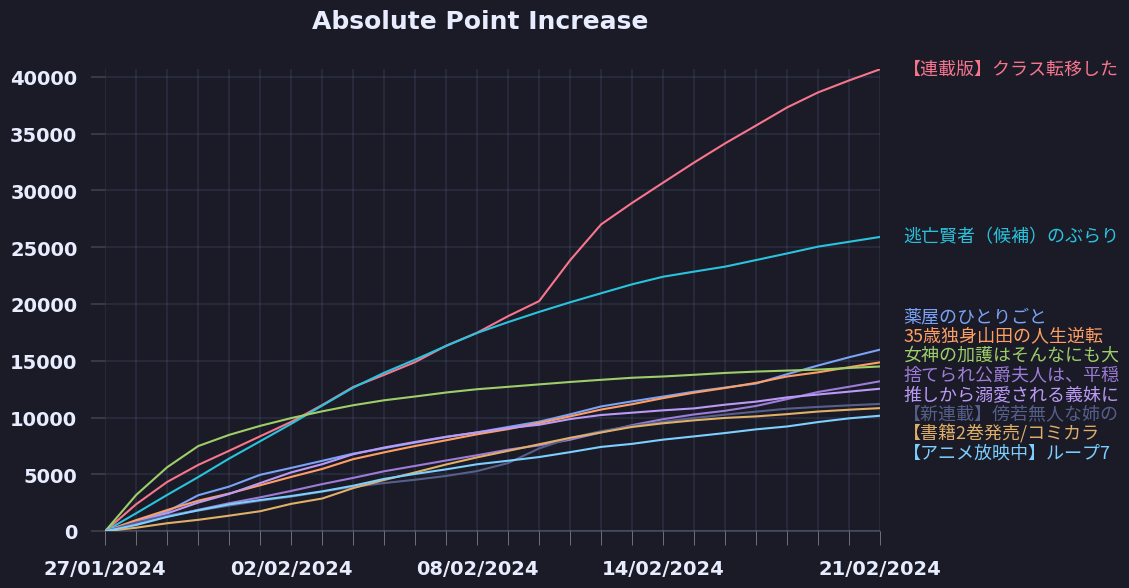 Absolute Point Increase
40000
35000
30000
25000
20000
15000
10000
5000
0
27/01/2024
02/02/2024
08/02/2024
14/02/2024
21/02/2024
【連載版】クラス転移した
逃亡賢者（候補）のぶらり
薬屋のひとりごと
35歳独身山田の人生逆転
女神の加護はそんなにも大
捨てられ公爵夫人は、平穏
推しから溺愛される義妹に
【新連載】傍若無人な姉の
【書籍2巻発売/コミカラ
【アニメ放映中】ループ7